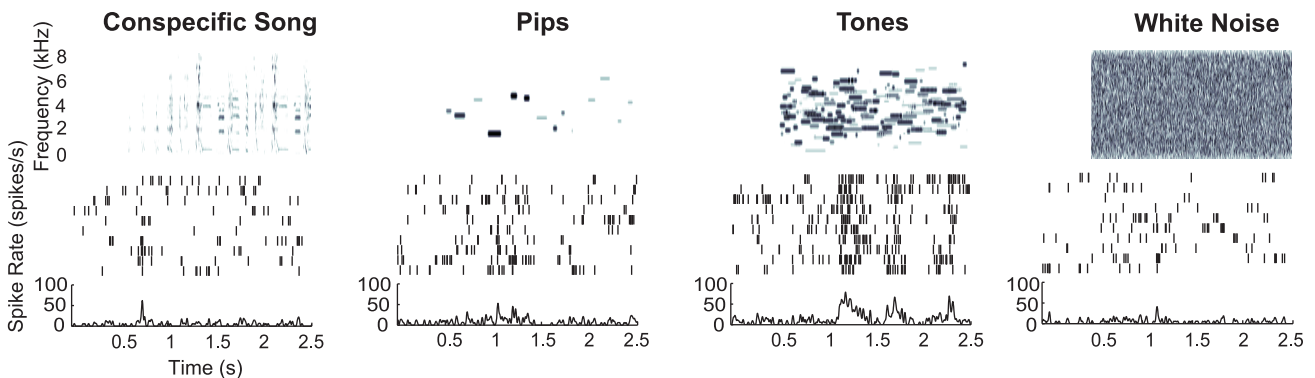 Conspecific Song
Pips
Tones
White Noise
Frequency (kHz)
8
6
4
2
0
Spike Rate (spikes/s)
100
50
0
0.5 1 1.5 2 2.5
Time (s)
100
50
0
0.5 1 1.5 2 2.5
100
50
0
0.5 1 1.5 2 2.5
100
50
0
0.5 1 1.5 2 2.5